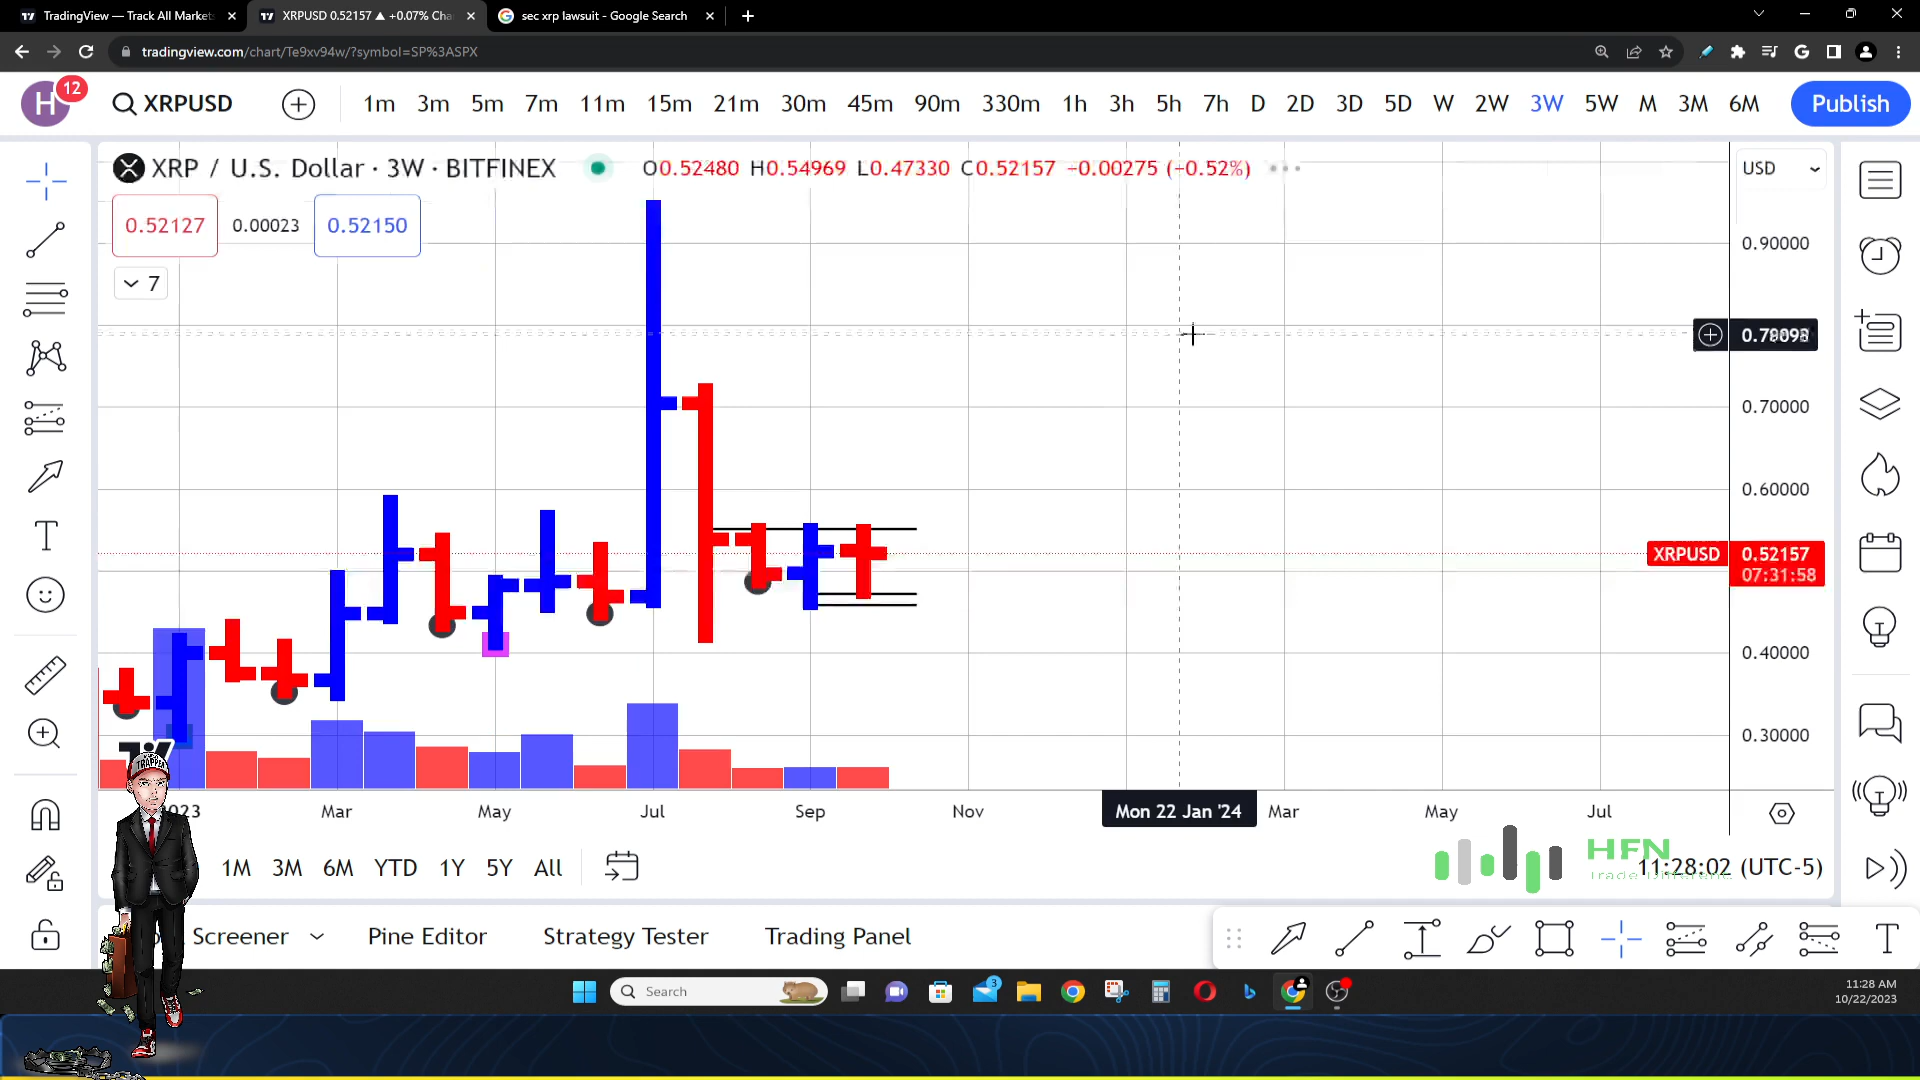 TradingView — Track All Market
XRPUSD 0.52157 ▲ +0.07% Cha
sec xrp lawsuit - Google Search
tradingview.com/chart/Te9xv94w/?symbol=SP%3ASPX
H 12 XRPUSD 1m 3m 5m 7m 11m 15m 21m 30m 45m 90m 330m 1h 3h 5h 7h D 2D 3D 5D W 2W 3W 5W M 3M 6M Publish
XRP / U.S. Dollar · 3W · BITFINEX O0.52480 H0.54969 L0.47330 C0.52157 −0.00275 (−0.52%) USD
0.52127 0.00023 0.52150
7
0.90000
0.70000
0.60000
XRPUSD 0.52157
07:31:58
0.40000
0.30000
Mar May Jul Sep Nov Mon 22 Jan '24 Mar May Jul
TRAPPER
1M 3M 6M YTD 1Y 5Y All
HFN
11:28:02 (UTC-5)
Screener Pine Editor Strategy Tester Trading Panel
Search
3
11:28 AM
10/22/2023